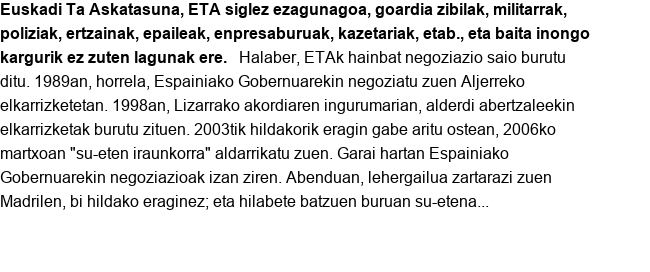 Euskadi Ta Askatasuna, ETA siglez ezagunagoa, goardia zibilak, militarrak,
poliziak, ertzainak, epaileak, enpresaburuak, kazetariak, etab., eta baita inongo
kargurik ez zuten lagunak ere. Halaber, ETAk hainbat negoziazio saio burutu
ditu. 1989an, horrela, Espainiako Gobernuarekin negoziatu zuen Aljerreko
elkarrizketetan. 1998an, Lizarrako akordiaren ingurumarian, alderdi abertzaleekin
elkarrizketak burutu zituen. 2003tik hildakorik eragin gabe aritu ostean, 2006ko
martxoan "su-eten iraunkorra" aldarrikatu zuen. Garai hartan Espainiako
Gobernuarekin negoziazioak izan ziren. Abenduan, lehergailua zartarazi zuen
Madrilen, bi hildako eraginez; eta hilabete batzuen buruan su-etena...